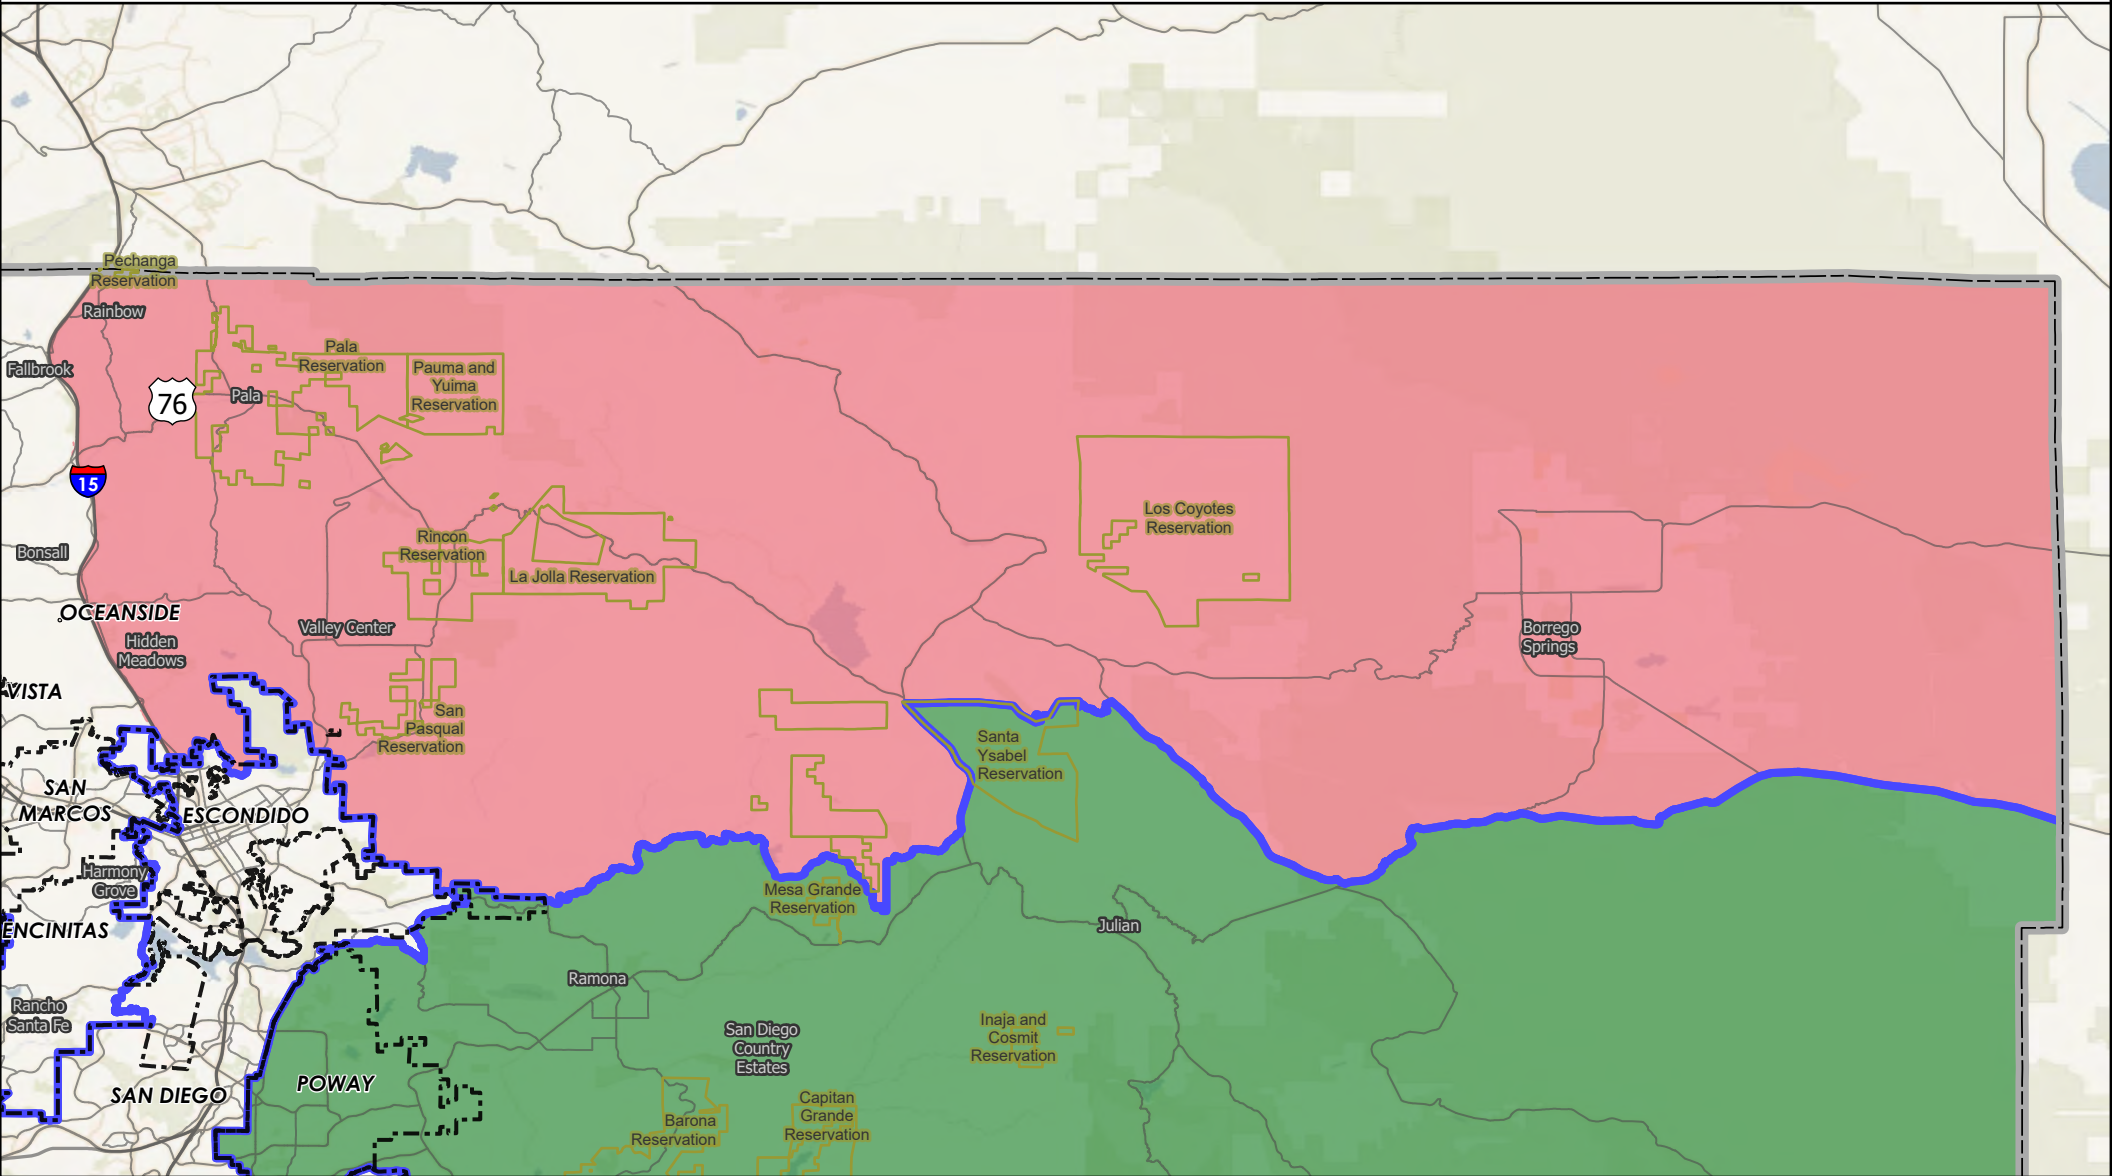 Pechanga
Reservation
Rainbow
Fallbrook
76
Pala
Reservation
Pala
Pauma and
Yuima
Reservation
15
Bonsall
Rincon
Reservation
La Jolla Reservation
Los Coyotes
Reservation
OCEANSIDE
Hidden
Meadows
Valley Center
Borrego
Springs
VISTA
San
Pasqual
Reservation
Santa
Ysabel
Reservation
SAN
MARCOS
ESCONDIDO
Harmony
Grove
Mesa Grande
Reservation
ENCINITAS
Julian
Ramona
Rancho
Santa Fe
San Diego
Country
Estates
Inaja and
Cosmit
Reservation
SAN DIEGO
POWAY
Barona
Reservation
Capitan
Grande
Reservation